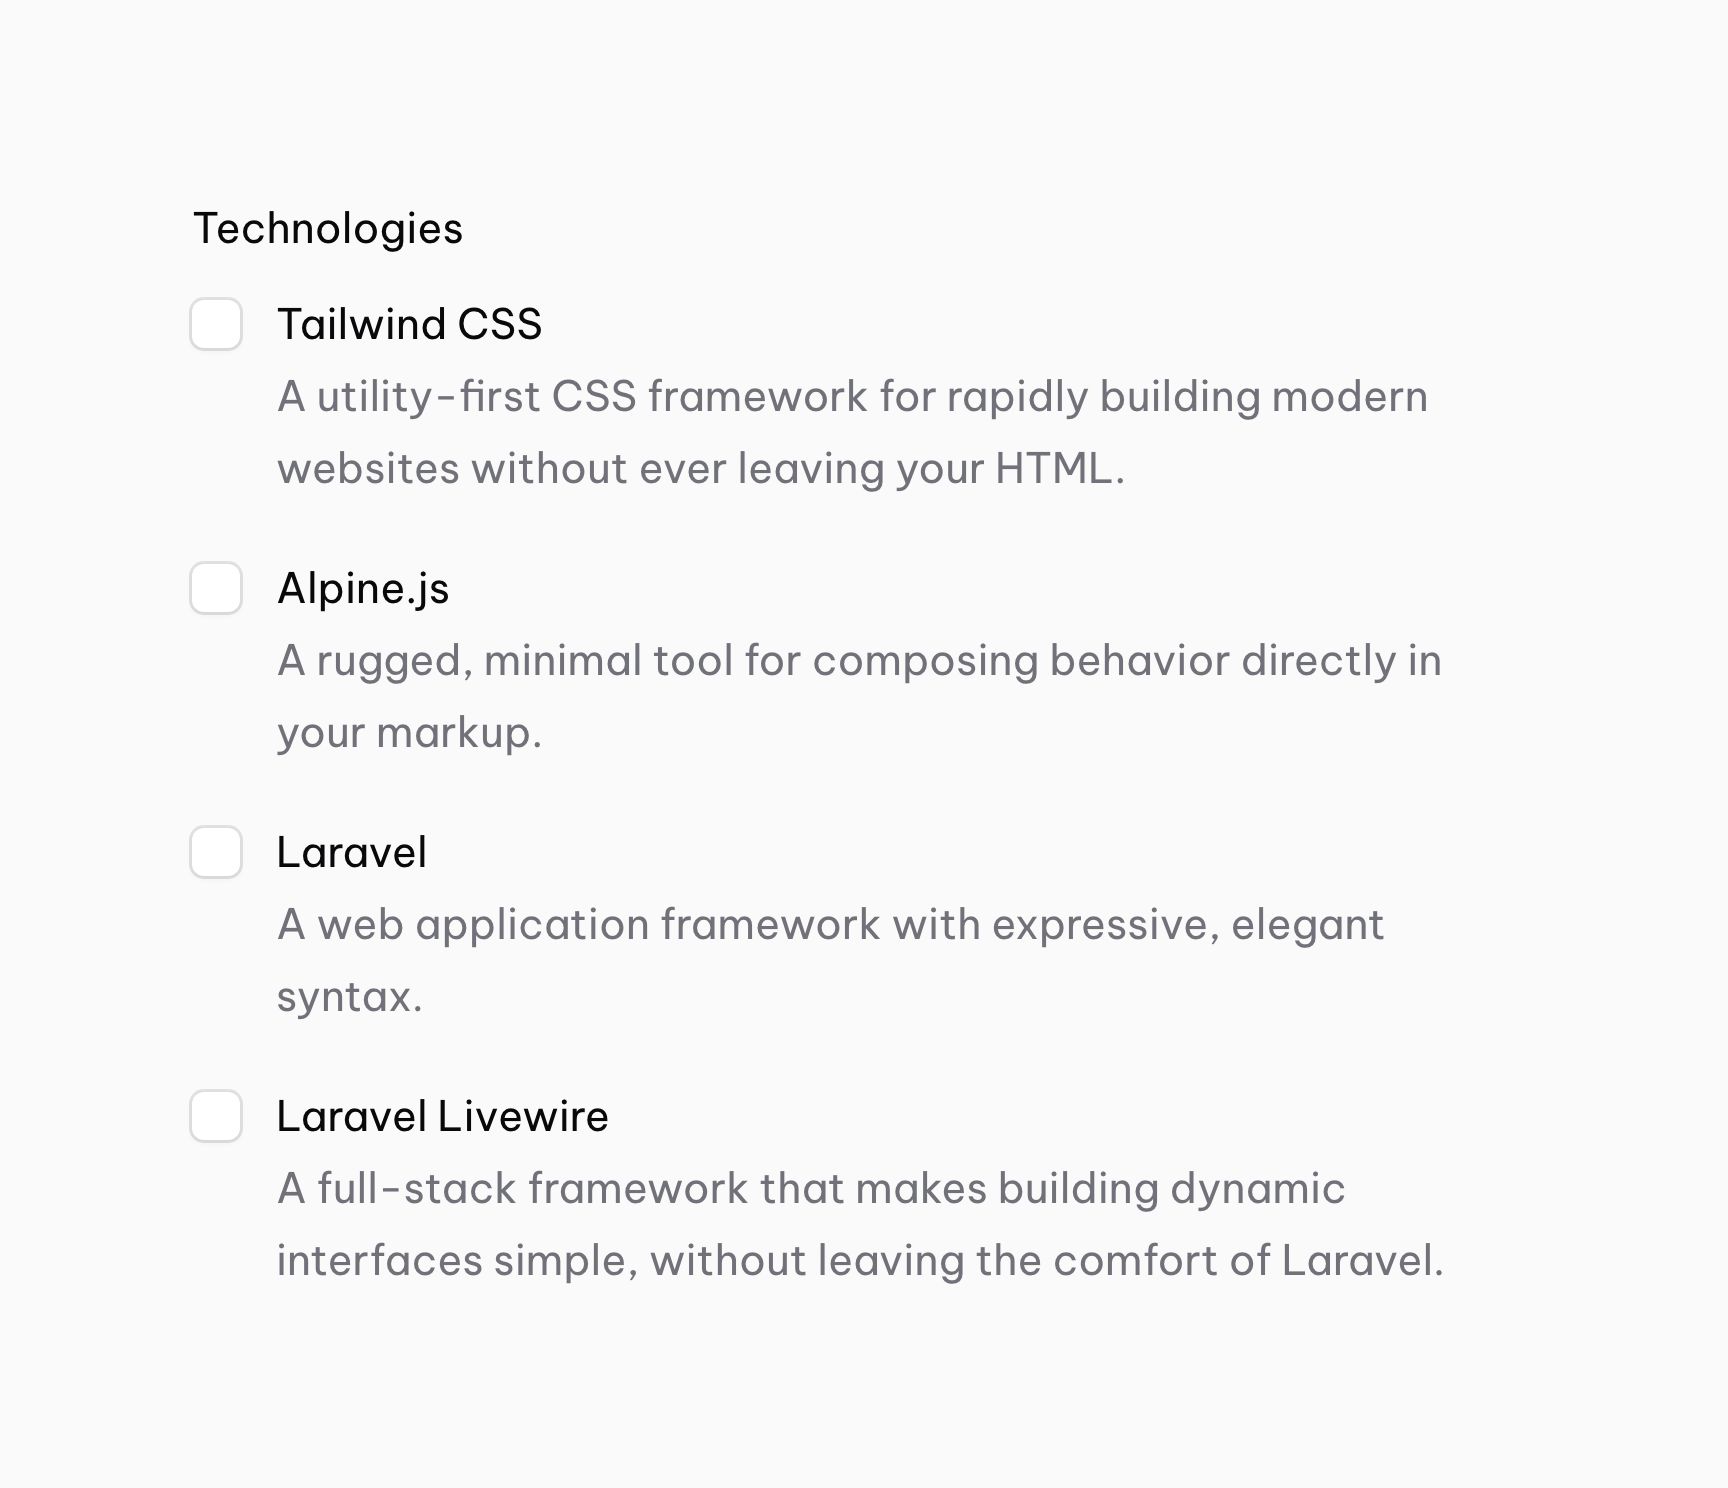 Technologies
Tailwind CSS
A utility-first CSS framework for rapidly building modern
websites without ever leaving your HTML.
Alpine.js
A rugged, minimal tool for composing behavior directly in
your markup.
Laravel
A web application framework with expressive, elegant
syntax.
Laravel Livewire
A full-stack framework that makes building dynamic
interfaces simple, without leaving the comfort of Laravel.